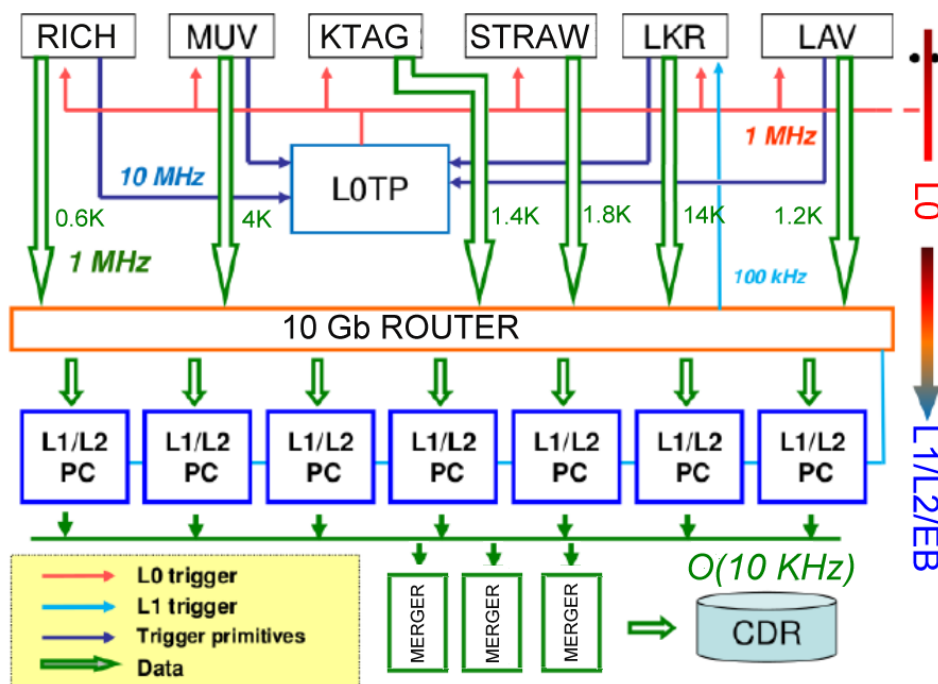 RICH
MUV
KTAG
STRAW
LKR
LAV
1 MHz
10 MHz
L0TP
L0
0.6K
4K
1.4K
1.8K
14K
1.2K
1 MHz
100 kHz
10 Gb ROUTER
L1/L2
PC
L1/L2
PC
L1/L2
PC
L1/L2
PC
L1/L2
PC
L1/L2
PC
L1/L2
PC
L1/L2/EB
O(10 KHz)
L0 trigger
L1 trigger
Trigger primitives
Data
MERGER
MERGER
MERGER
CDR